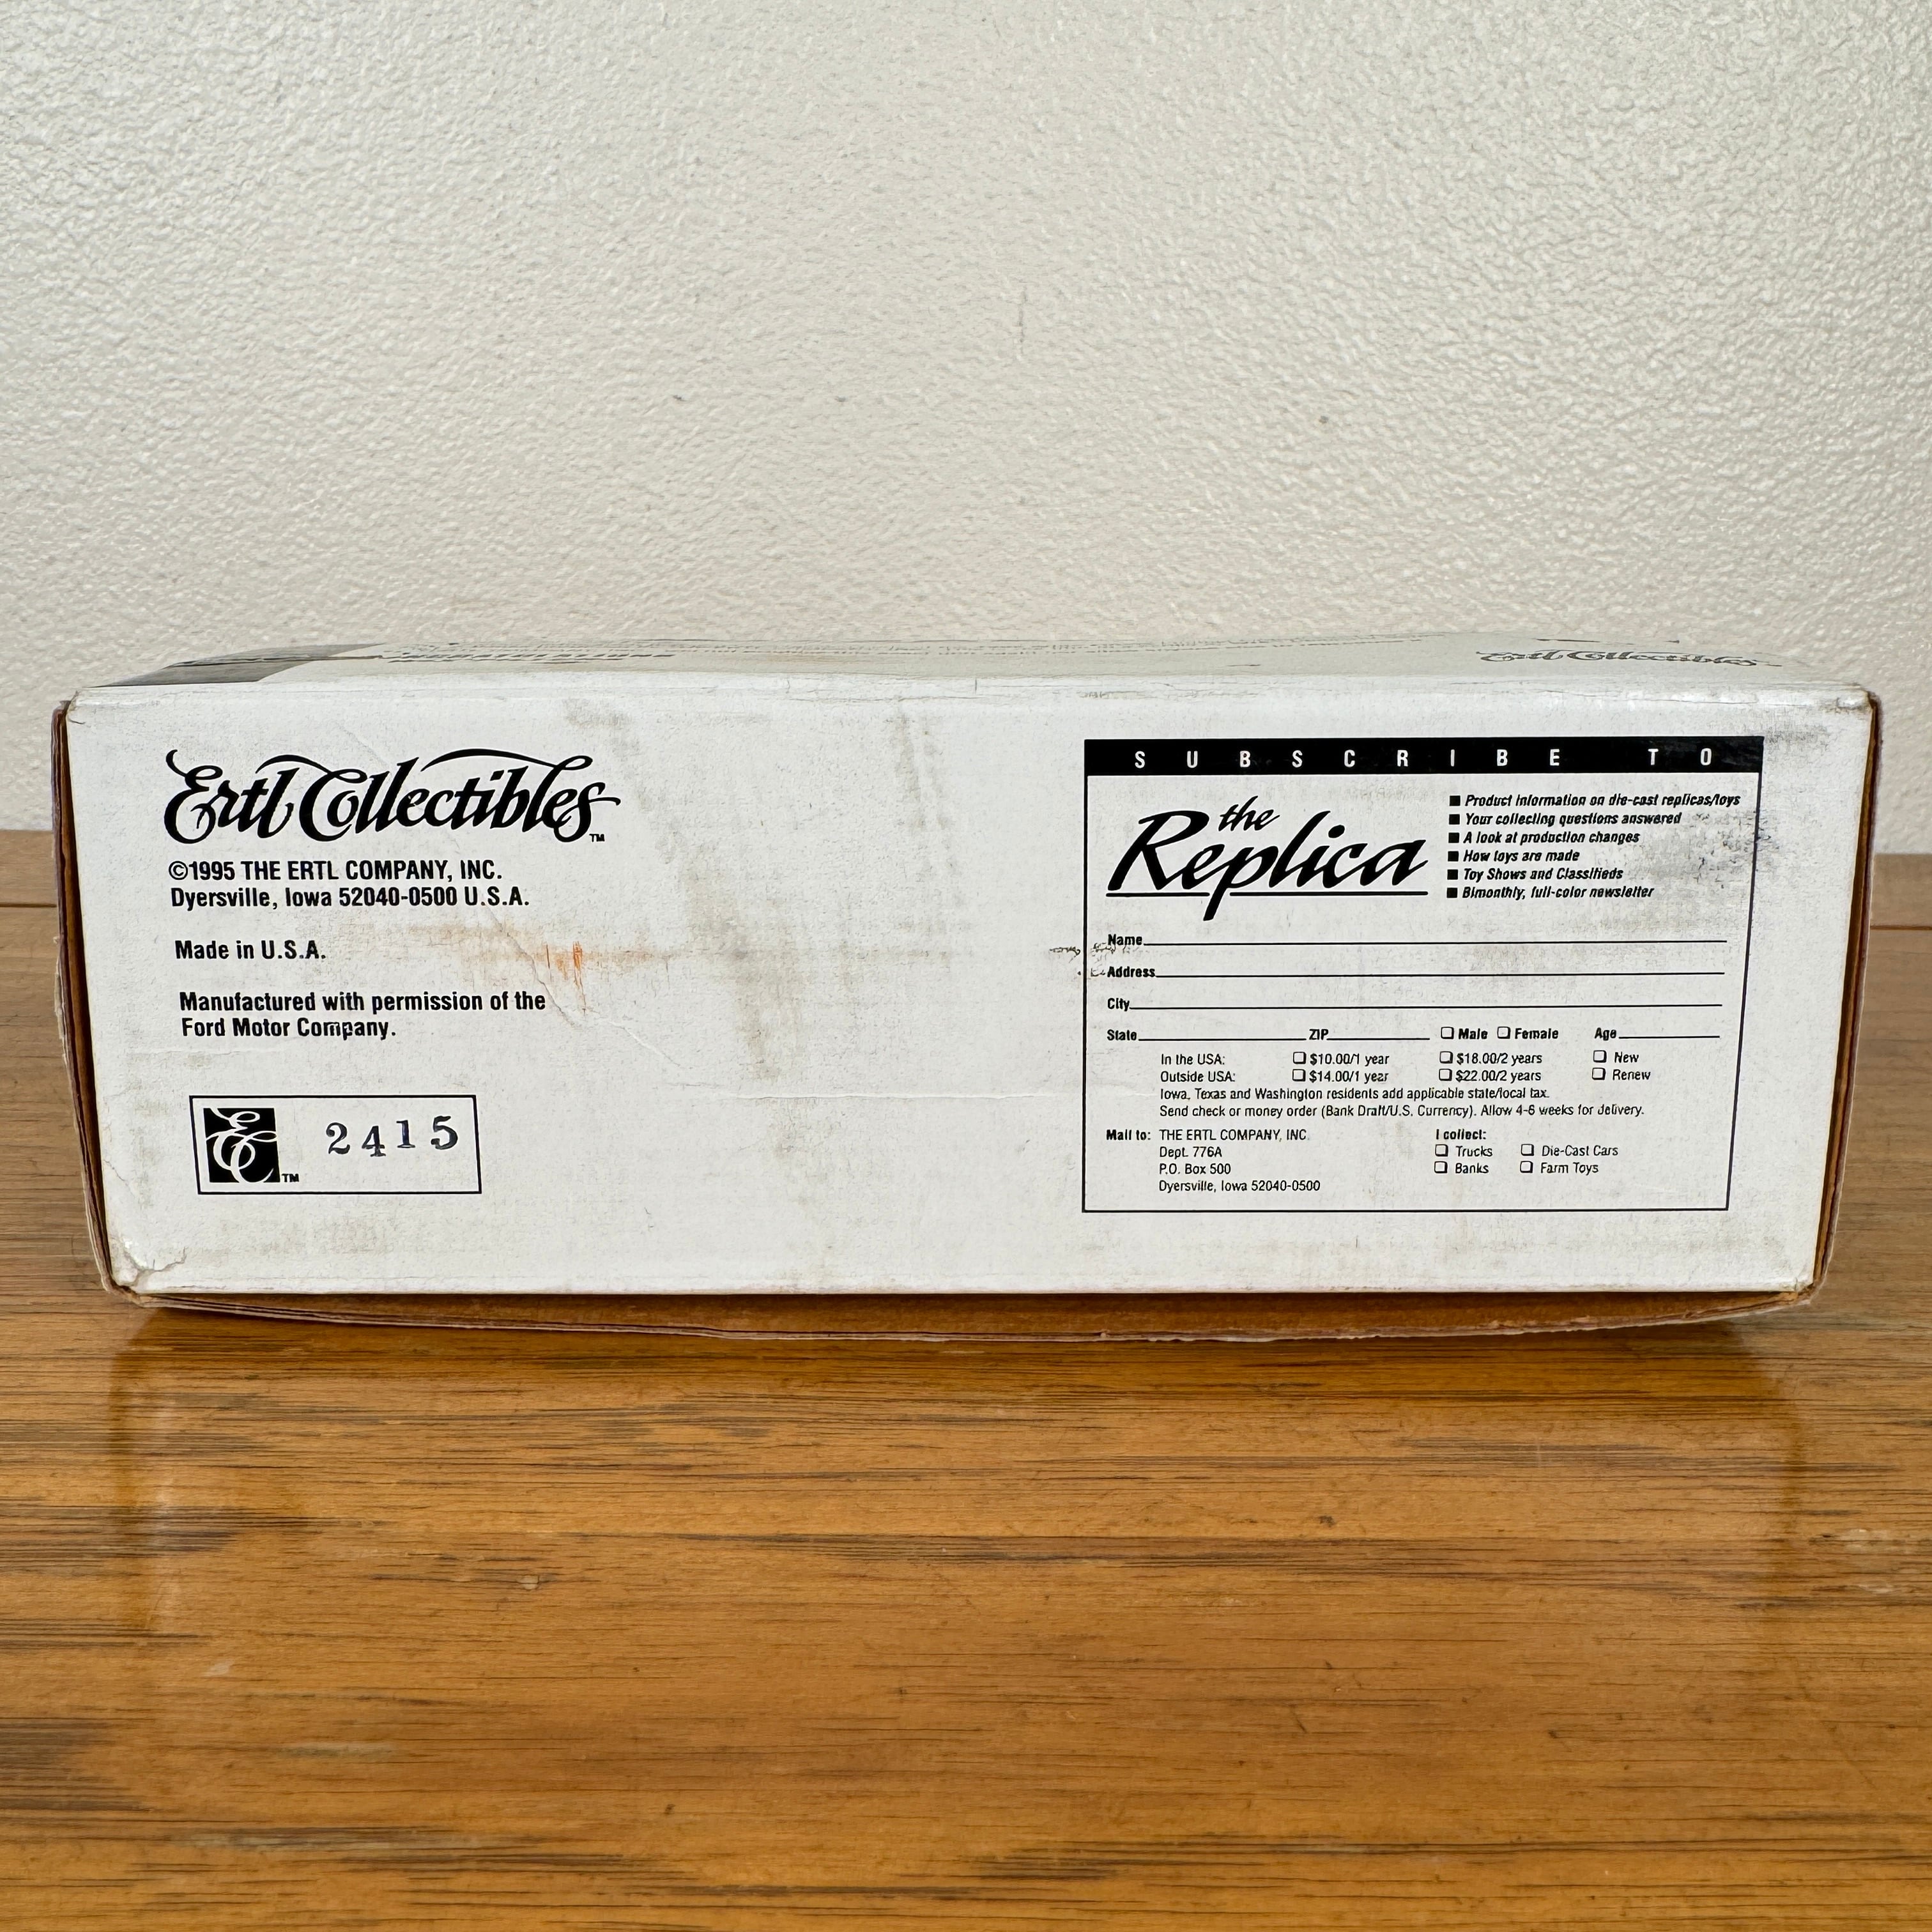 Ertl Collectibles
Ertl Collectibles™
©1995 THE ERTL COMPANY, INC.
Dyersville, Iowa 52040-0500 U.S.A.
Made in U.S.A.
Manufactured with permission of the
Ford Motor Company.
™ 2415
SUBSCRIBE TO
the
Replica
■ Product information on die-cast replicas/toys
■ Your collecting questions answered
■ A look at production changes
■ How toys are made
■ Toy Shows and Classifieds
■ Bimonthly, full-color newsletter
Name
Address
City
State ZIP ❏ Male ❏ Female Age
In the USA: ❏ $10.00/1 year ❏ $18.00/2 years ❏ New
Outside USA: ❏ $14.00/1 year ❏ $22.00/2 years ❏ Renew
Iowa, Texas and Washington residents add applicable state/local tax.
Send check or money order (Bank Draft/U.S. Currency). Allow 4-6 weeks for delivery.
Mail to: THE ERTL COMPANY, INC.
Dept. 776A
P.O. Box 500
Dyersville, Iowa 52040-0500
I collect:
❏ Trucks ❏ Die-Cast Cars
❏ Banks ❏ Farm Toys